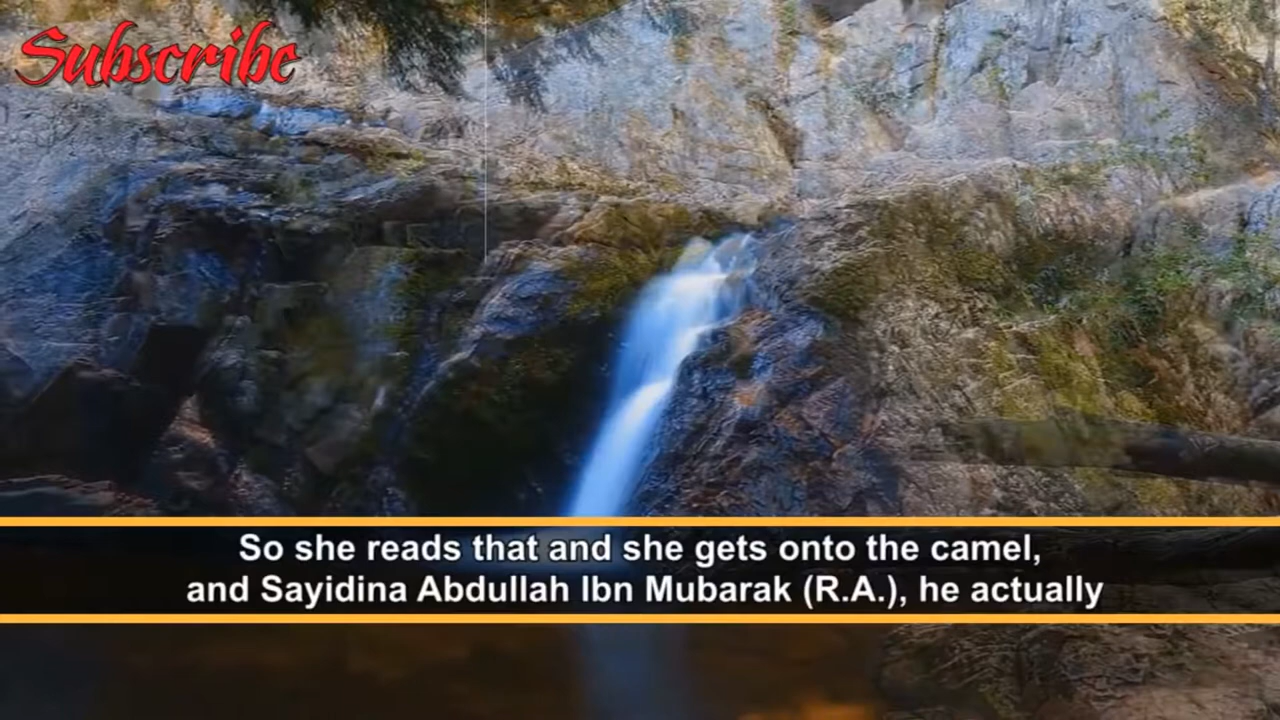 Subscribe
So she reads that and she gets onto the camel,
and Sayidina Abdullah Ibn Mubarak (R.A.), he actually